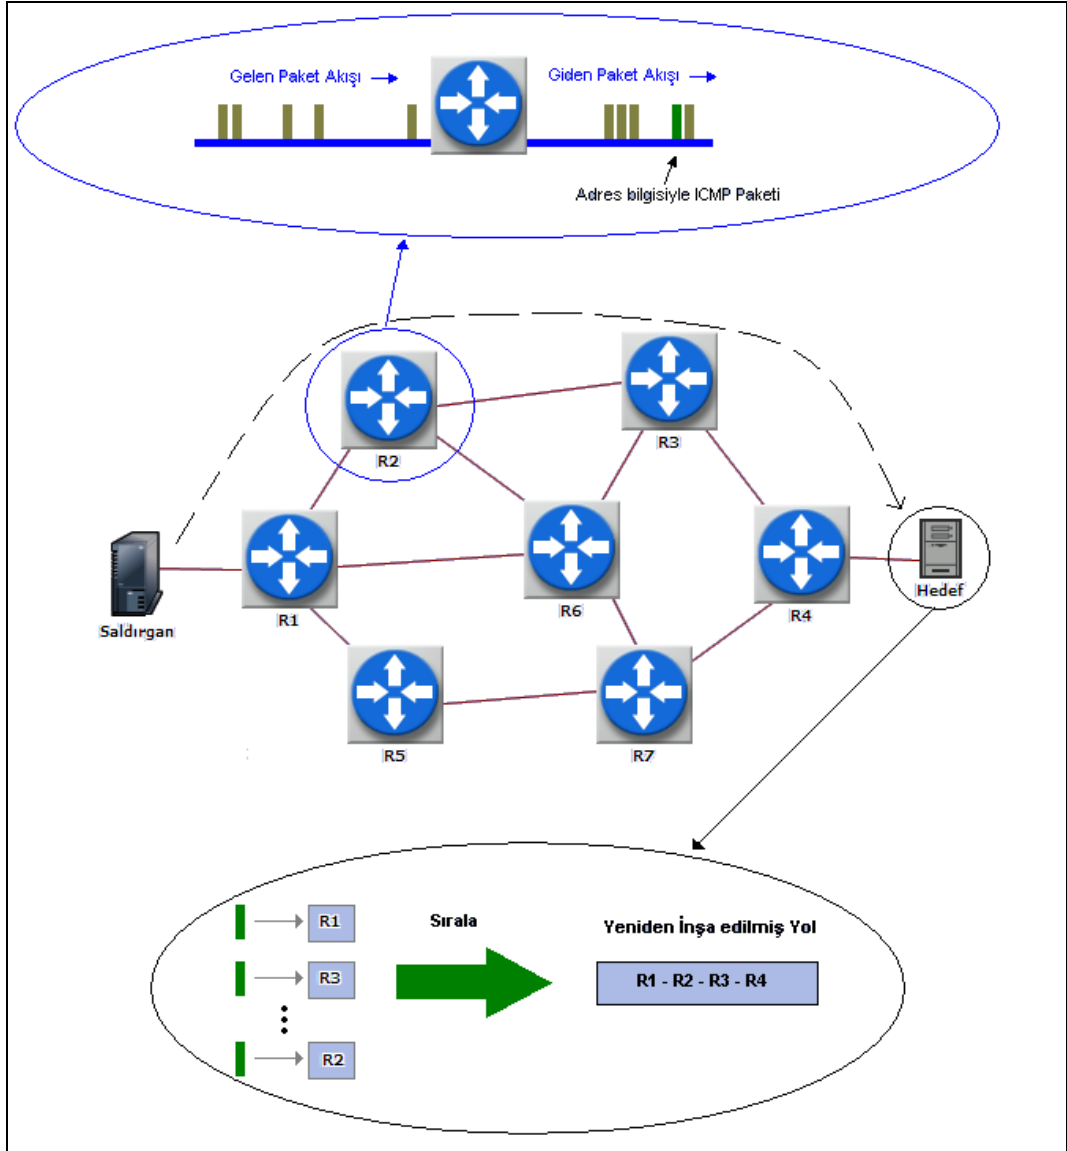 Gelen Paket Akışı
Giden Paket Akışı
Adres bilgisiyle ICMP Paketi
R2
R3
R1
R6
R4
Saldırgan
Hedef
R5
R7
R1
Sırala
Yeniden İnşa edilmiş Yol
R3
R1 - R2 - R3 - R4
R2